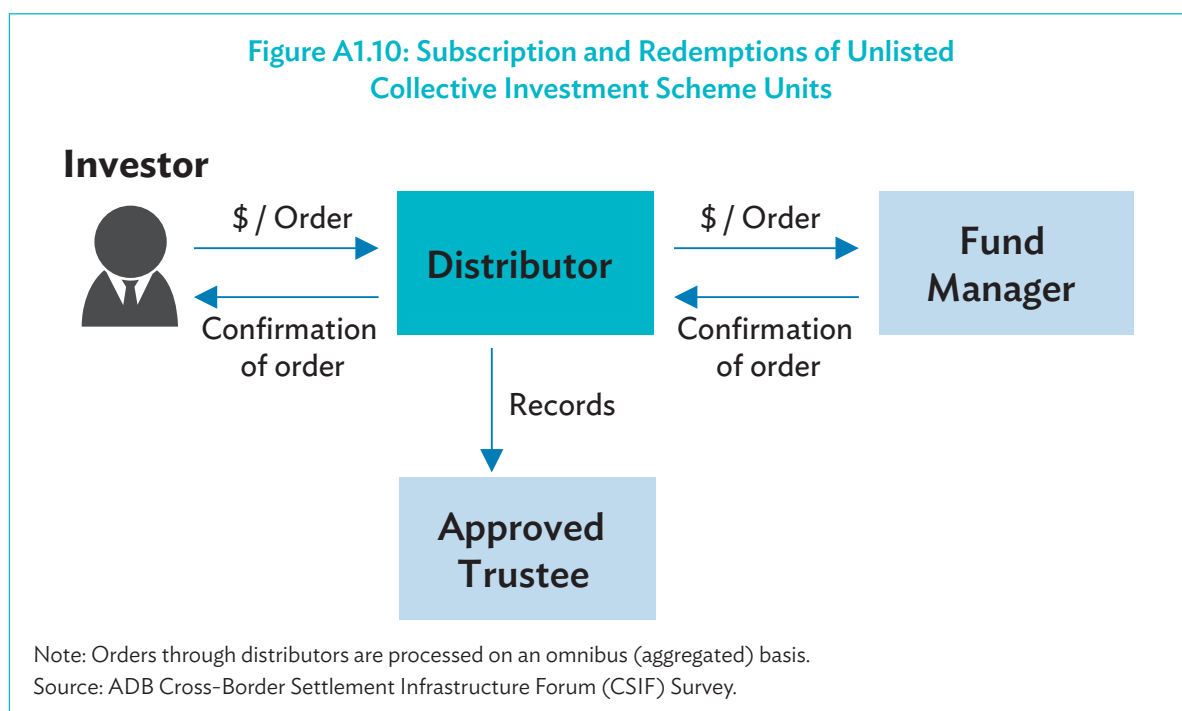 Figure A1.10: Subscription and Redemptions of Unlisted
Collective Investment Scheme Units
Investor
$ / Order
Distributor
$ / Order
Fund
Manager
Confirmation
of order
Confirmation
of order
Records
Approved
Trustee
Note: Orders through distributors are processed on an omnibus (aggregated) basis.
Source: ADB Cross-Border Settlement Infrastructure Forum (CSIF) Survey.